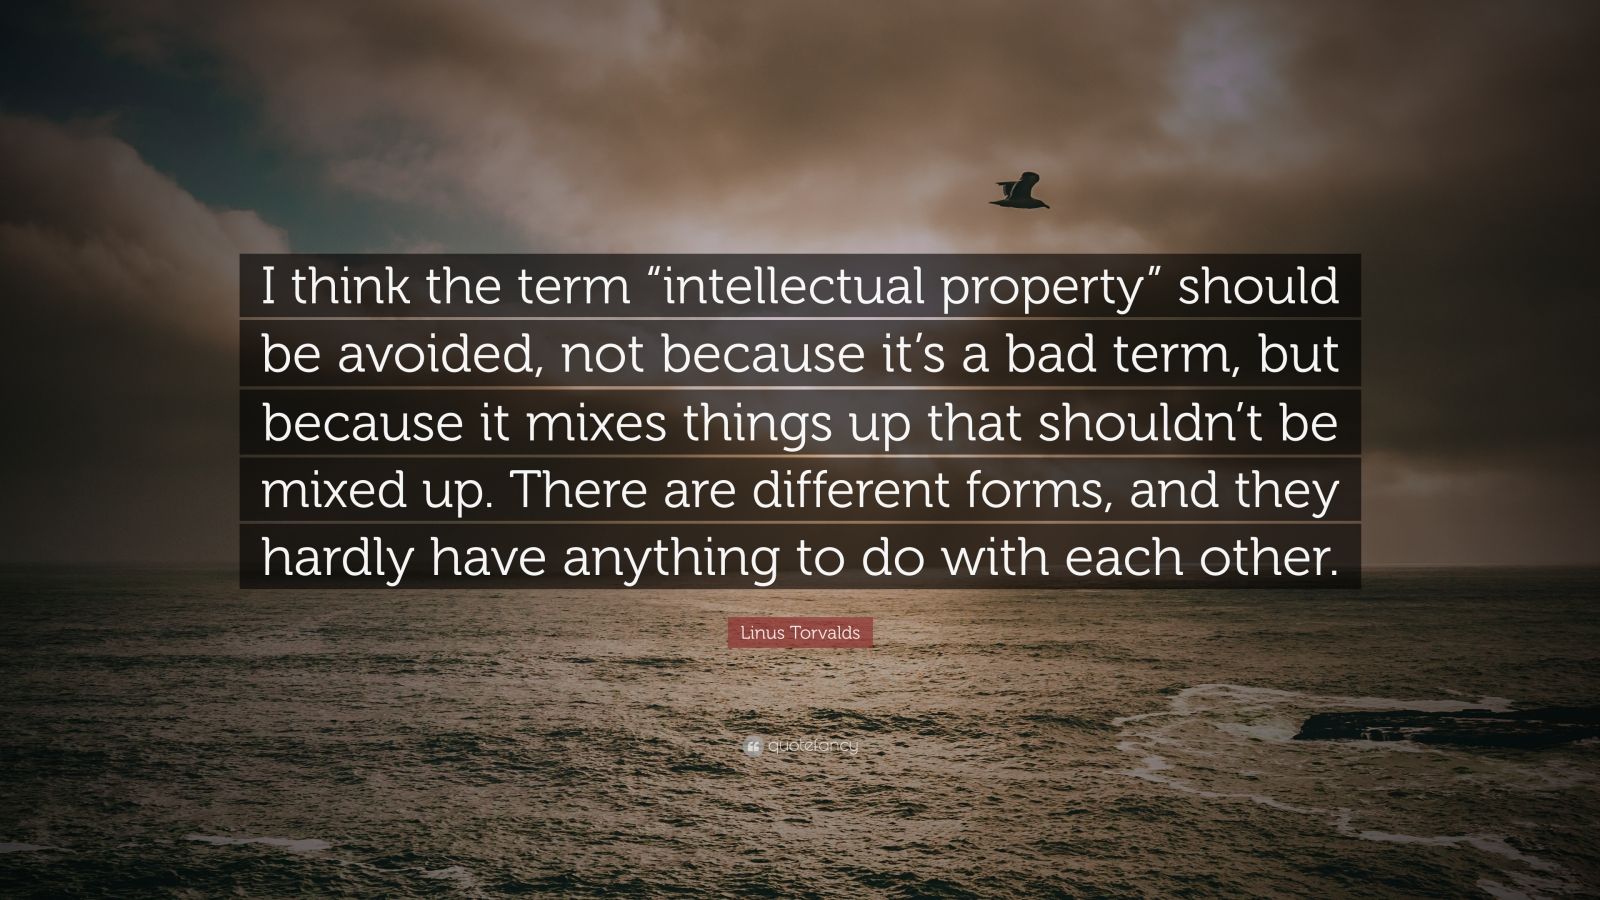 I think the term “intellectual property” should
be avoided, not because it’s a bad term, but
because it mixes things up that shouldn’t be
mixed up. There are different forms, and they
hardly have anything to do with each other.
Linus Torvalds
quotefancy